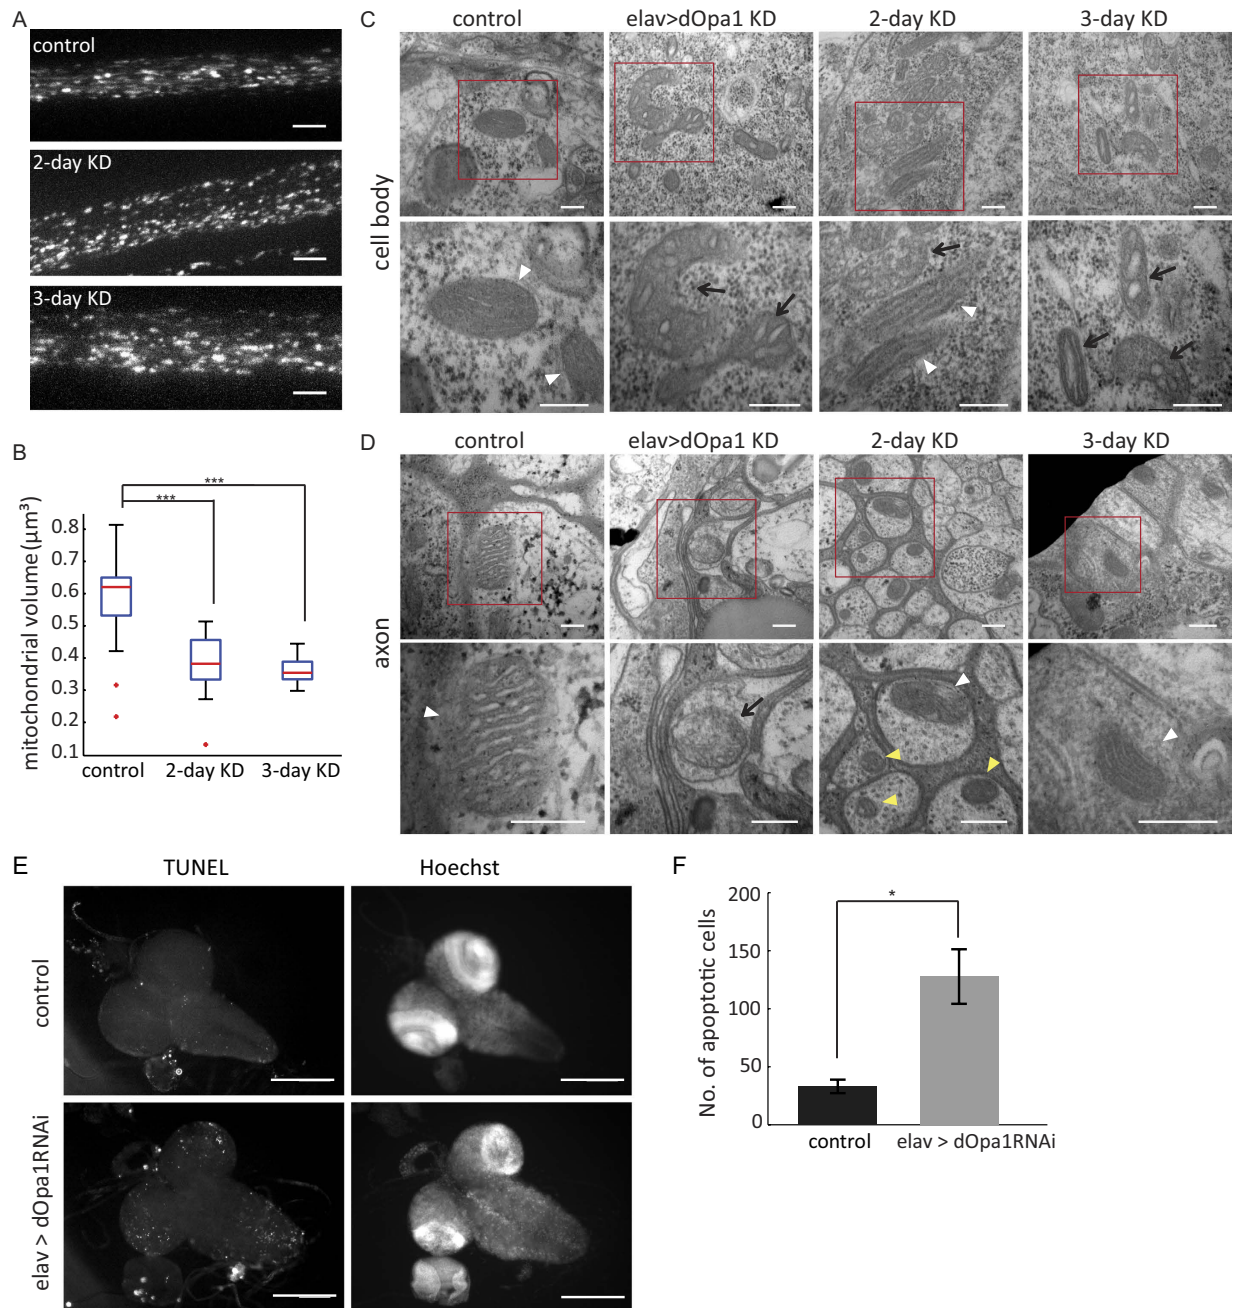 A
control
2-day KD
3-day KD
B
mitochondrial volume (µm³)
***
***
0.8
0.7
0.6
0.5
0.4
0.3
0.2
0.1
control 2-day KD 3-day KD
C
control elav>dOpa1 KD 2-day KD 3-day KD
cell body
D
control elav>dOpa1 KD 2-day KD 3-day KD
axon
E
TUNEL Hoechst
control
elav > dOpa1RNAi
F
No. of apoptotic cells
*
200
150
100
50
0
control elav > dOpa1RNAi